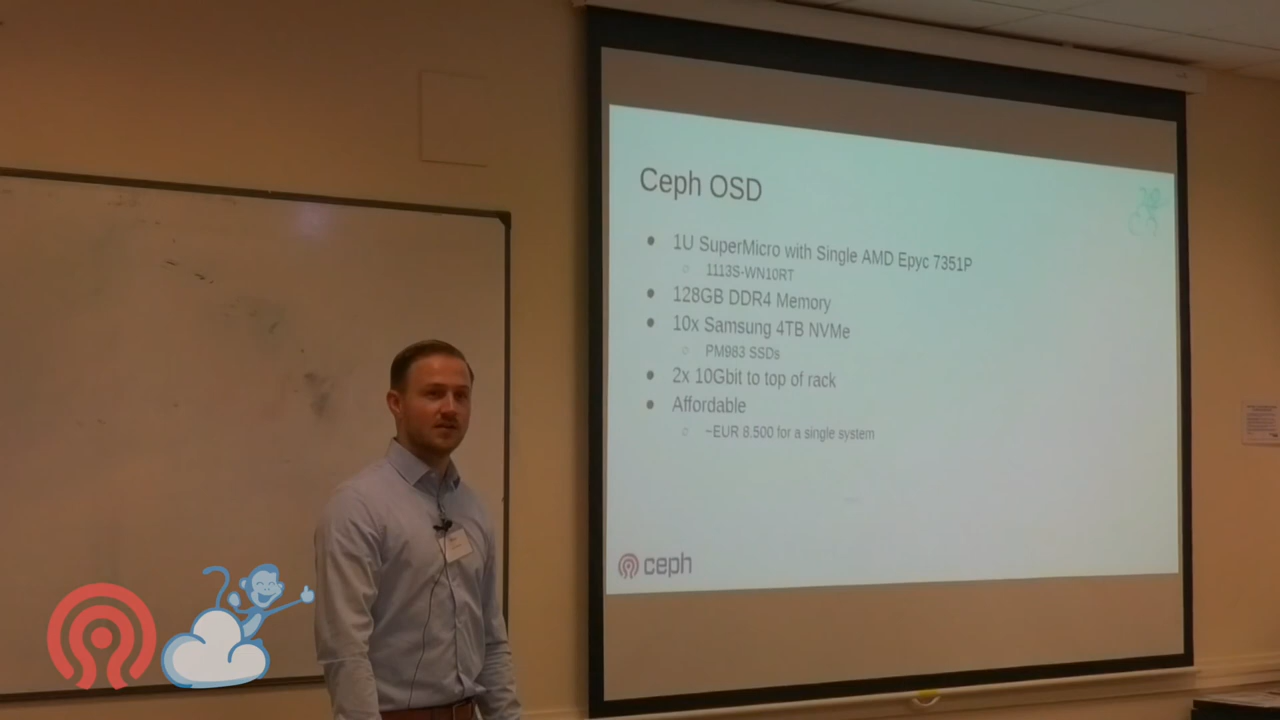 Ceph OSD
● 1U SuperMicro with Single AMD Epyc 7351P
○ 1113S-WN10RT
● 128GB DDR4 Memory
● 10x Samsung 4TB NVMe
○ PM983 SSDs
● 2x 10Gbit to top of rack
● Affordable
○ ~EUR 8.500 for a single system
ceph